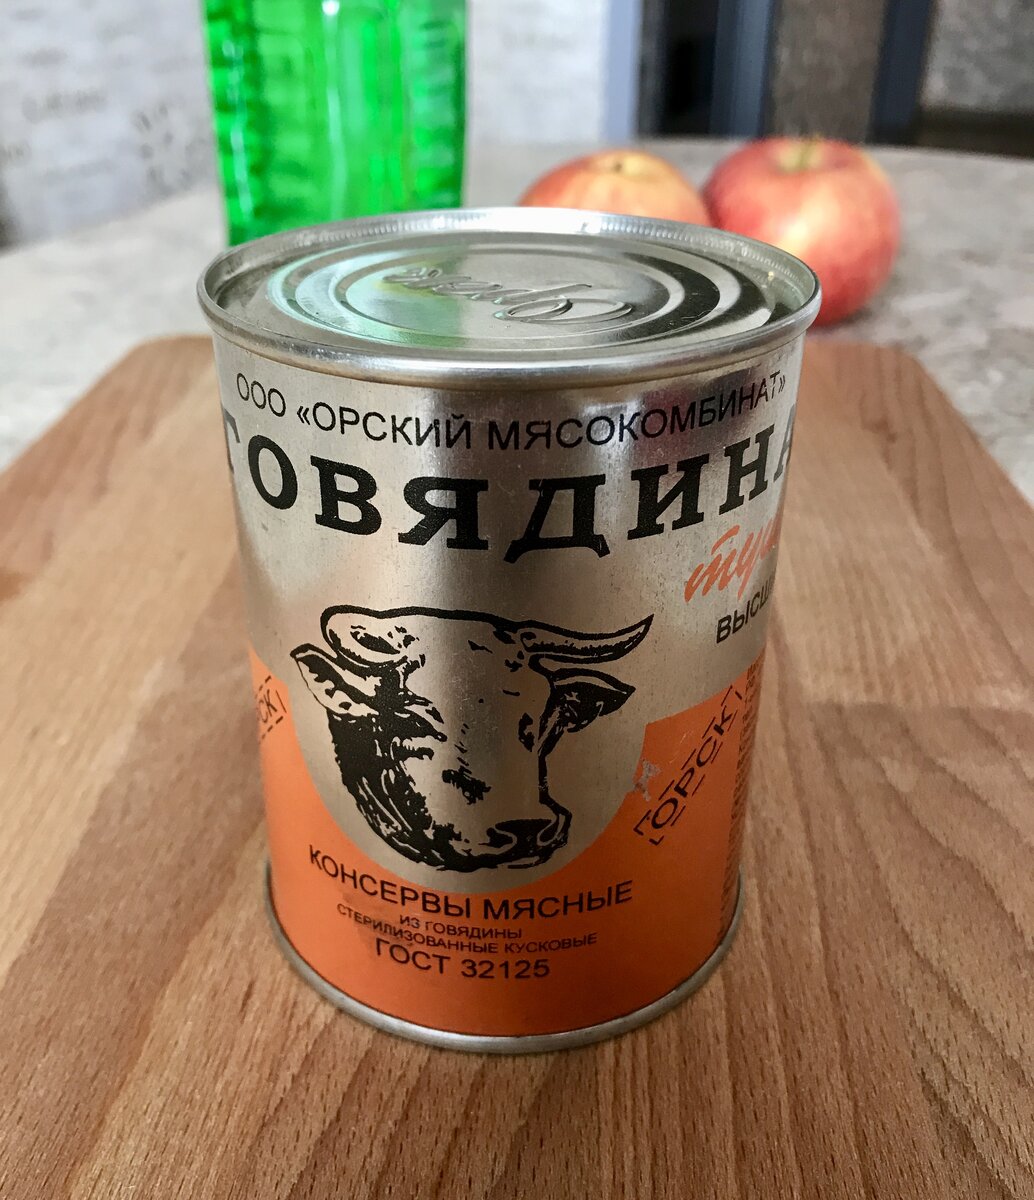 ООО «ОРСКИЙ МЯСОКОМБИНАТ»
ГОВЯДИНА
ОРСК
КОНСЕРВЫ МЯСНЫЕ
ИЗ ГОВЯДИНЫ
СТЕРИЛИЗОВАННЫЕ КУСКОВЫЕ
ГОСТ 32125